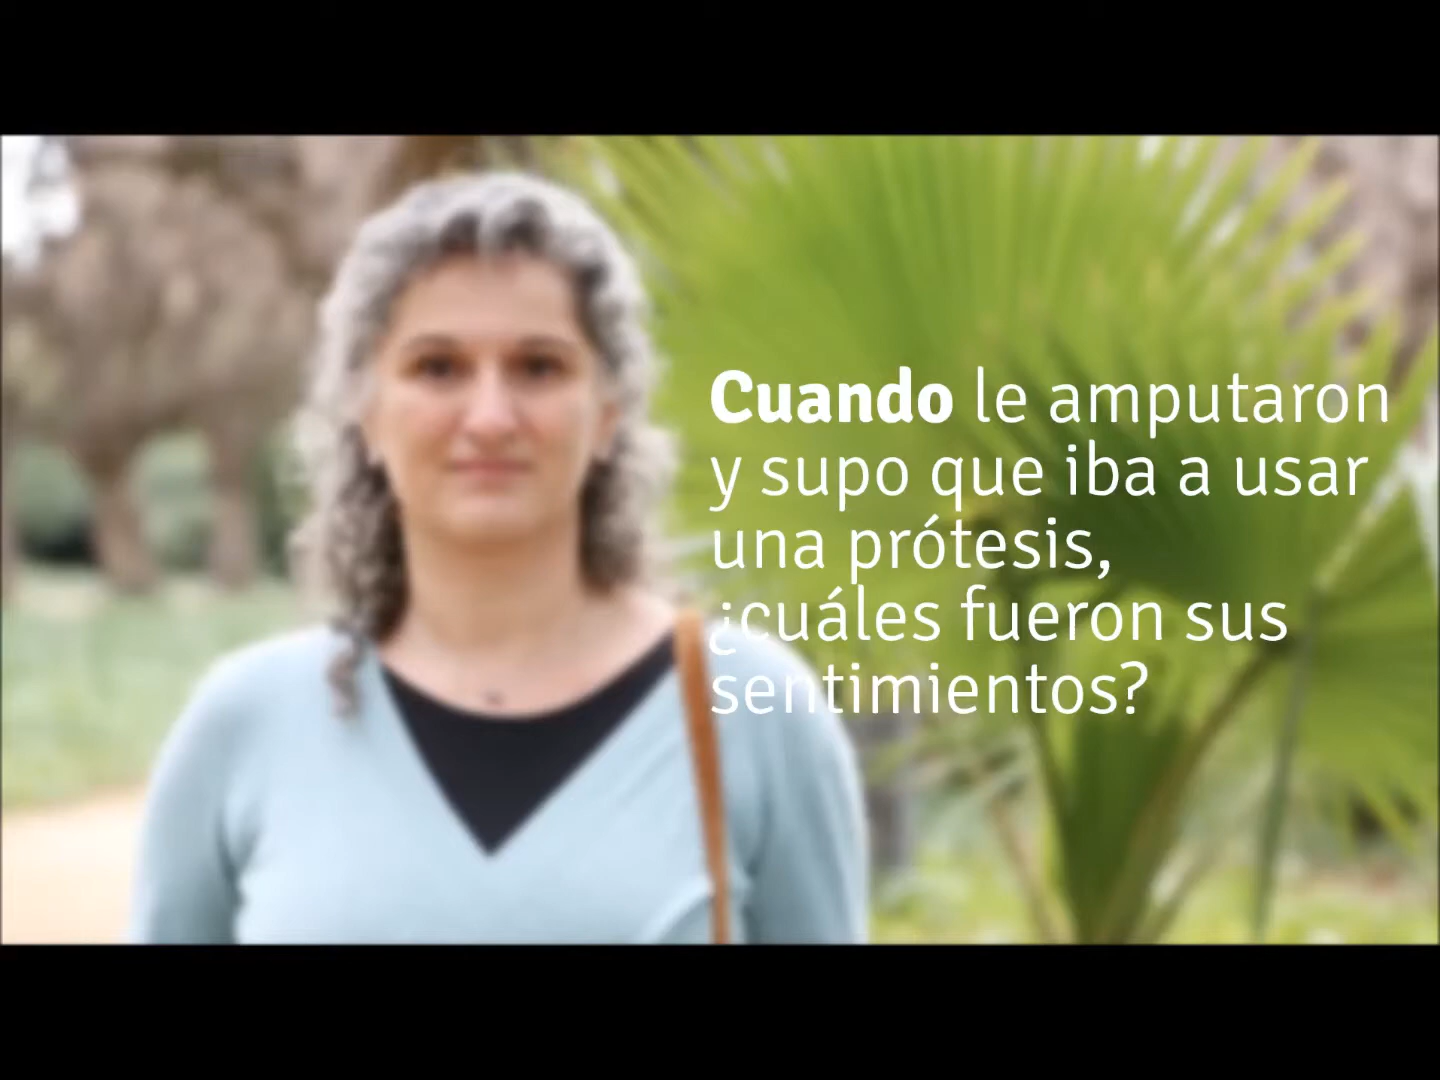 Cuando le amputaron
y supo que iba a usar
una prótesis,
¿cuáles fueron sus
sentimientos?